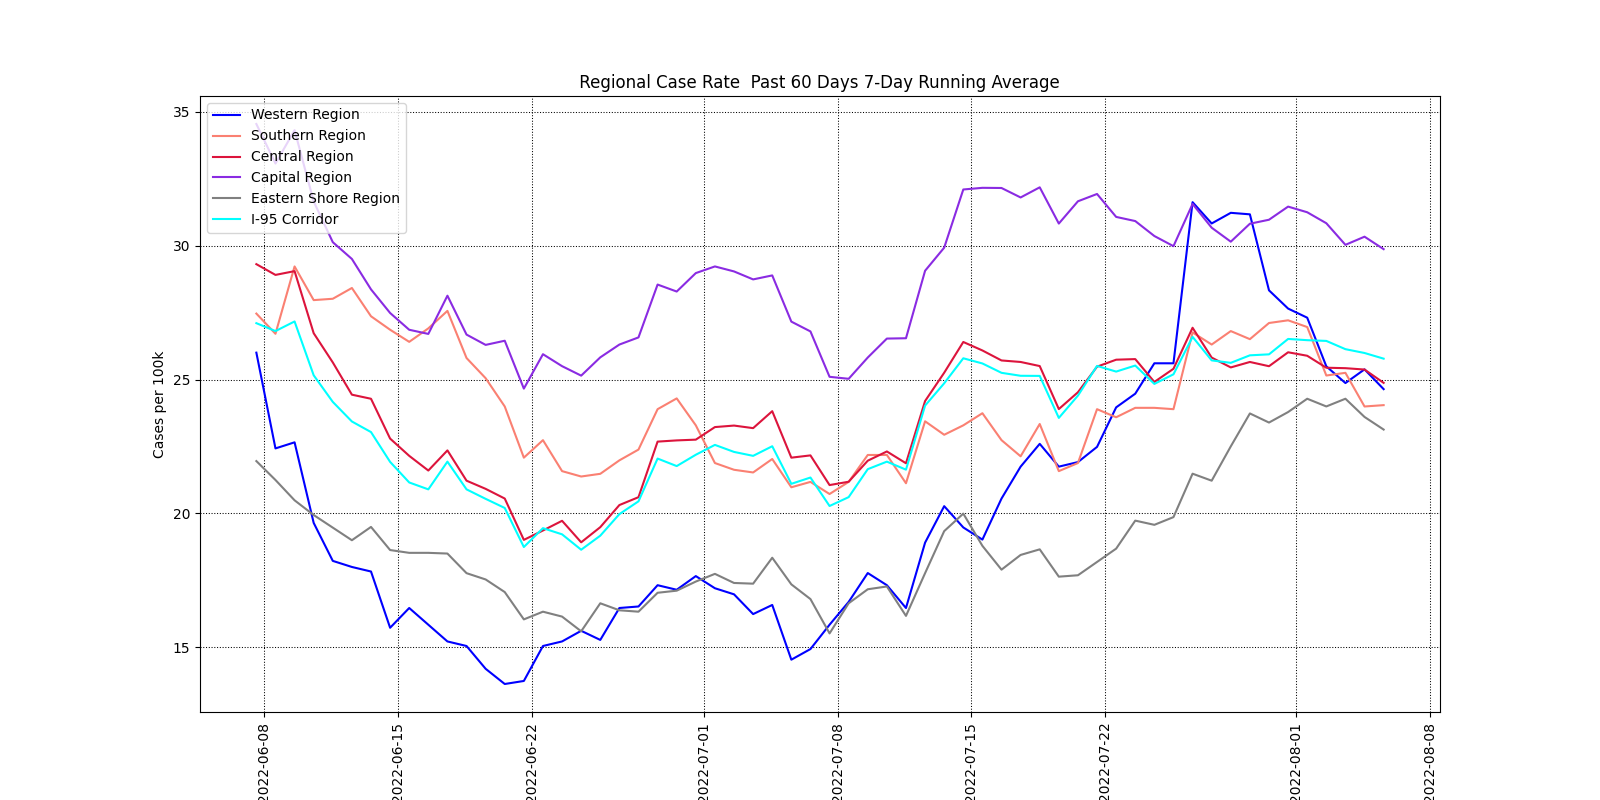 Regional Case Rate  Past 60 Days 7-Day Running Average
Western Region
Southern Region
Central Region
Capital Region
Eastern Shore Region
I-95 Corridor
Cases per 100k
35
30
25
20
15
2022-06-08
2022-06-15
2022-06-22
2022-07-01
2022-07-08
2022-07-15
2022-07-22
2022-08-01
2022-08-08